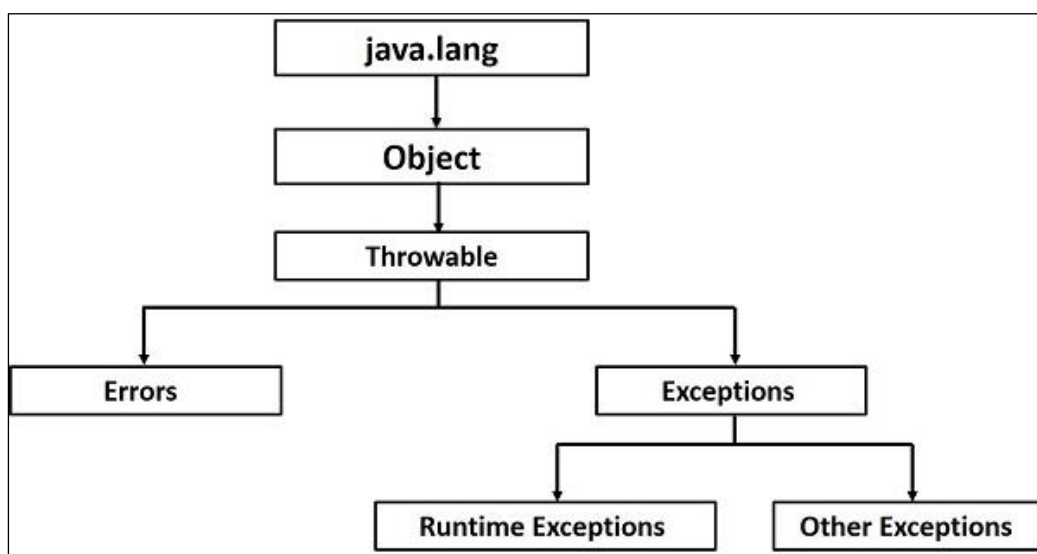 java.lang
Object
Throwable
Errors
Exceptions
Runtime Exceptions
Other Exceptions